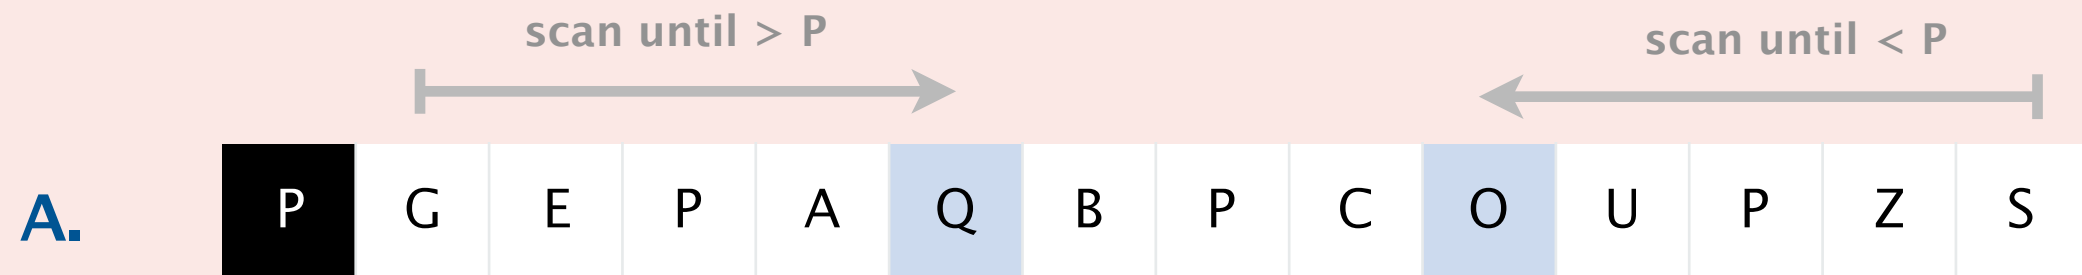 scan until > P
scan until < P
A. P G E P A Q B P C O U P Z S